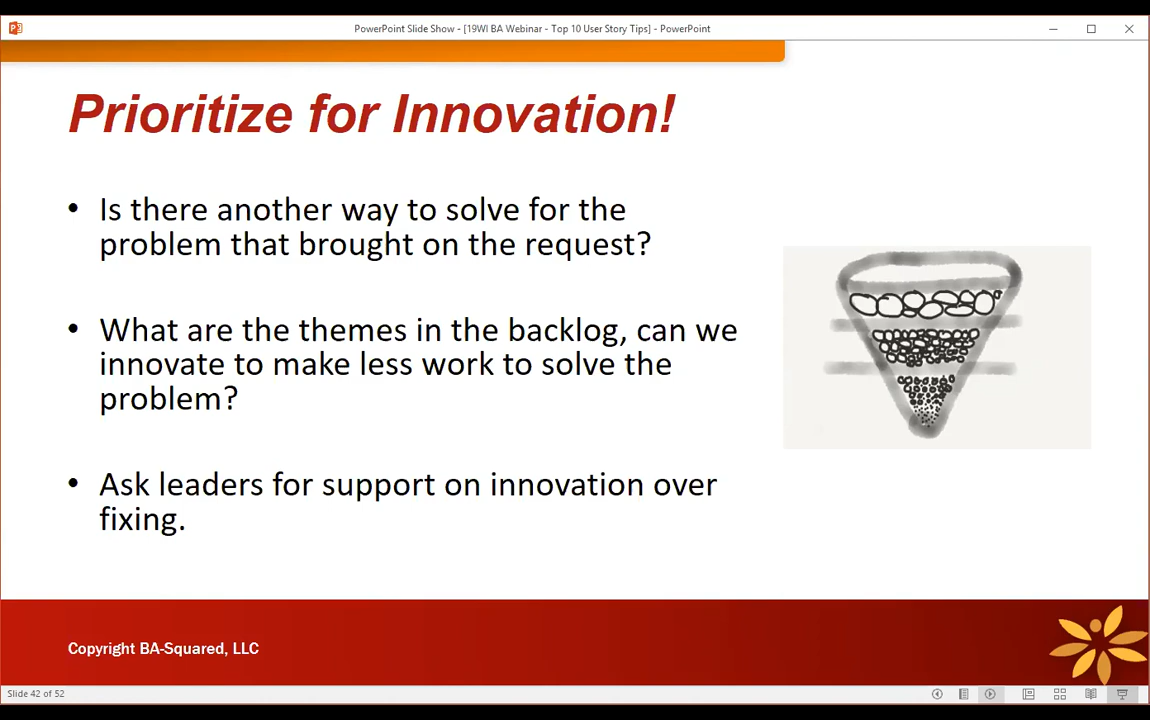 PowerPoint Slide Show - [19WI BA Webinar - Top 10 User Story Tips] - PowerPoint
Prioritize for Innovation!
• Is there another way to solve for the
problem that brought on the request?
• What are the themes in the backlog, can we
innovate to make less work to solve the
problem?
• Ask leaders for support on innovation over
fixing.
Copyright BA-Squared, LLC
Slide 42 of 52